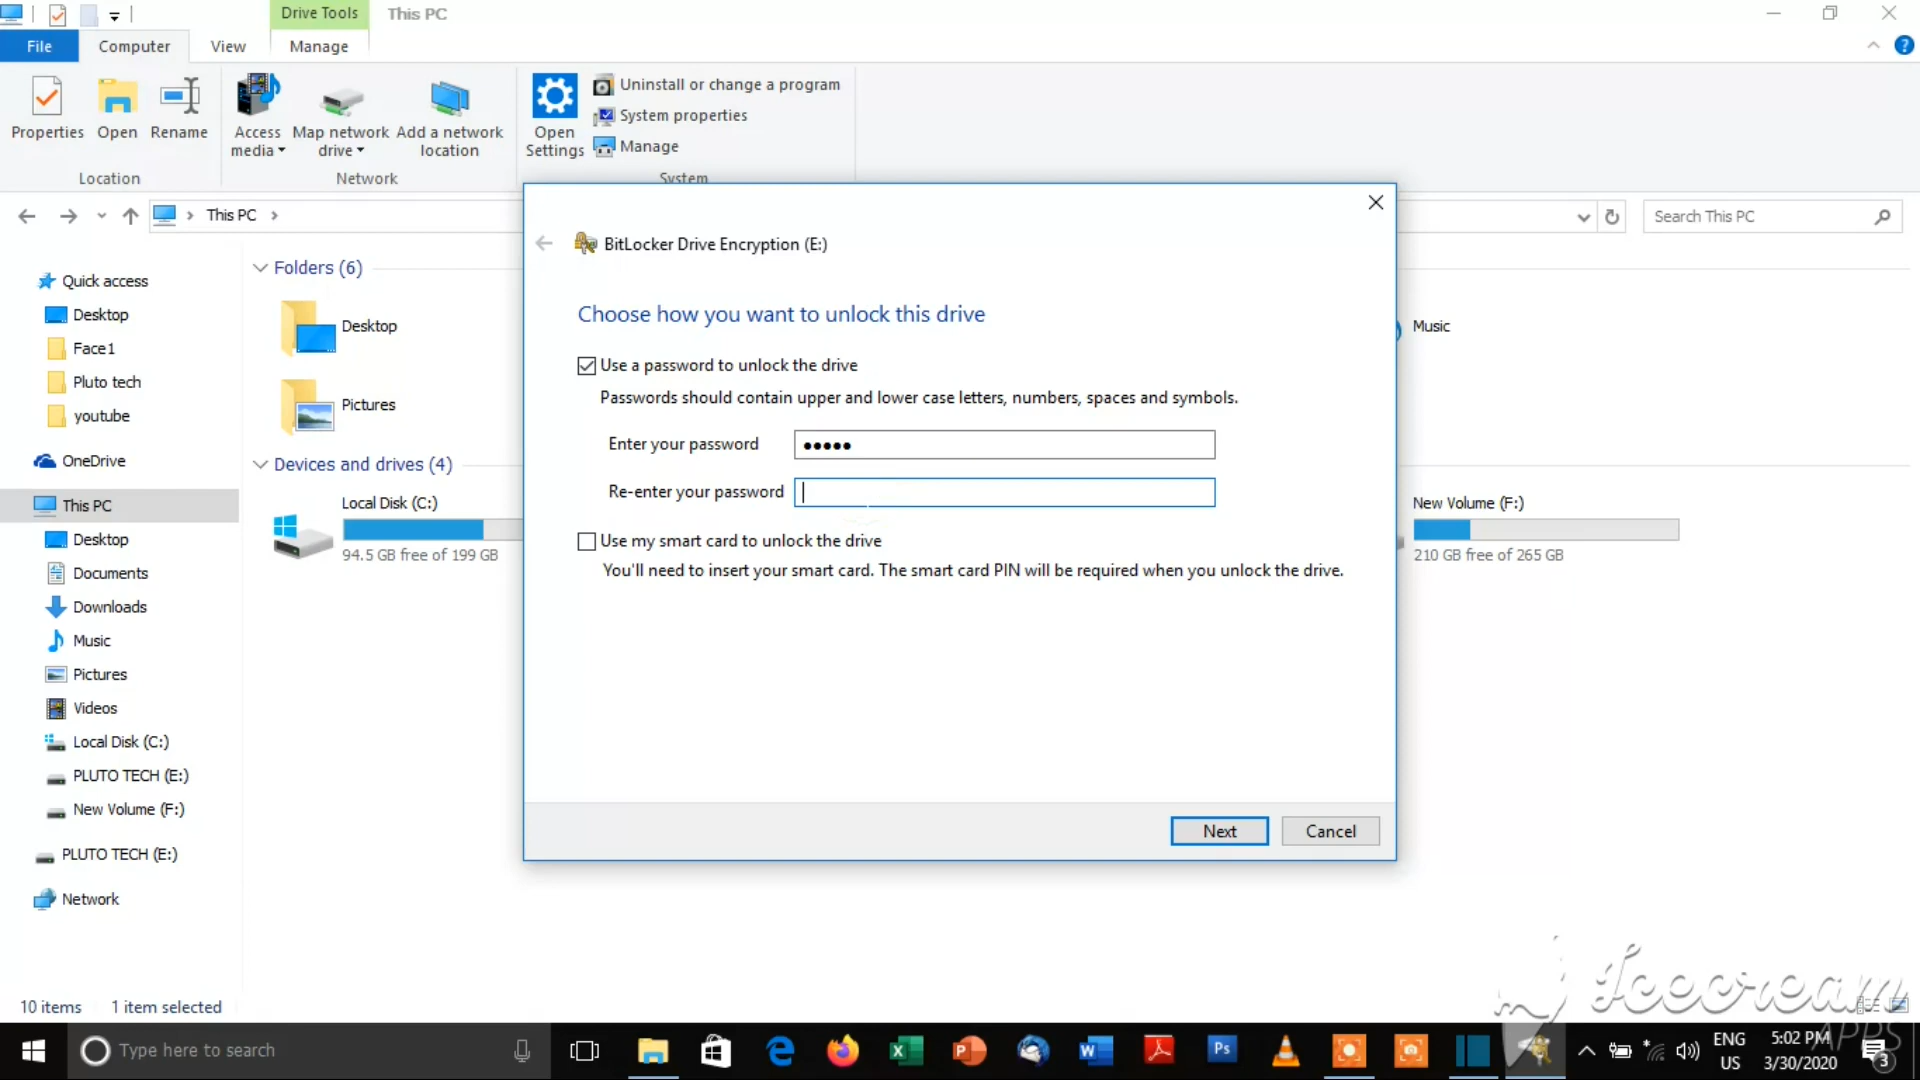 Drive Tools
This PC
File
Computer
View
Manage
Properties
Open
Rename
Access
media
Map network
drive
Add a network
location
Open
Settings
Uninstall or change a program
System properties
Manage
Location
Network
System
This PC
Search This PC
Quick access
Desktop
Face1
Pluto tech
youtube
OneDrive
This PC
Desktop
Documents
Downloads
Music
Pictures
Videos
Local Disk (C:)
PLUTO TECH (E:)
New Volume (F:)
PLUTO TECH (E:)
Network
Folders (6)
Desktop
Pictures
Music
Devices and drives (4)
Local Disk (C:)
94.5 GB free of 199 GB
New Volume (F:)
210 GB free of 265 GB
BitLocker Drive Encryption (E:)
Choose how you want to unlock this drive
Use a password to unlock the drive
Passwords should contain upper and lower case letters, numbers, spaces and symbols.
Enter your password
Re-enter your password
Use my smart card to unlock the drive
You'll need to insert your smart card. The smart card PIN will be required when you unlock the drive.
Next
Cancel
10 items
1 item selected
Icecream
APPS
Type here to search
Ps
ENG
US
5:02 PM
3/30/2020
3